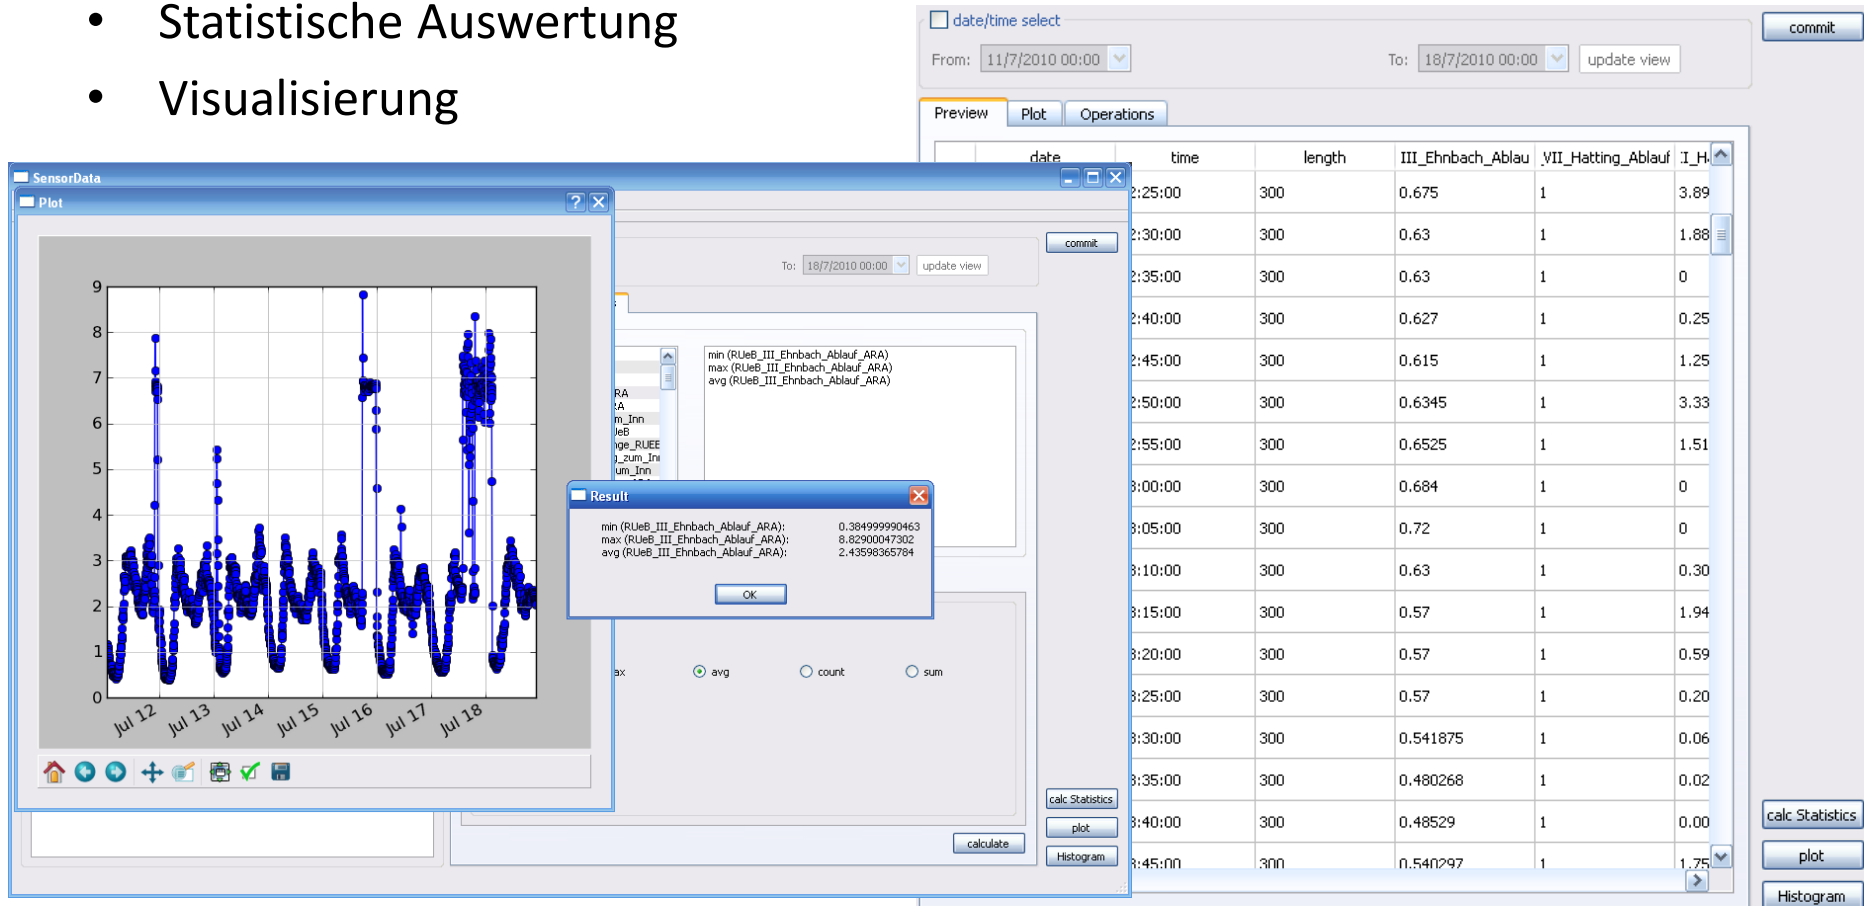 • Statistische Auswertung
• Visualisierung
date/time select
From: 11/7/2010 00:00 To: 18/7/2010 00:00 update view
commit
Preview Plot Operations
date time length III_Ehnbach_Ablau VII_Hatting_Ablauf
2:25:00 300 0.675 1 3.89
2:30:00 300 0.63 1 1.88
2:35:00 300 0.63 1 0
2:40:00 300 0.627 1 0.25
2:45:00 300 0.615 1 1.25
2:50:00 300 0.6345 1 3.33
2:55:00 300 0.6525 1 1.51
3:00:00 300 0.684 1 0
3:05:00 300 0.72 1 0
3:10:00 300 0.63 1 0.30
3:15:00 300 0.57 1 1.94
3:20:00 300 0.57 1 0.59
3:25:00 300 0.57 1 0.20
3:30:00 300 0.541875 1 0.06
3:35:00 300 0.480268 1 0.02
3:40:00 300 0.48529 1 0.00
3:45:00 300 0.540297 1 1.75
calc Statistics
plot
Histogram
SensorData
commit
To: 18/7/2010 00:00 update view
RA
m_Inn
nge_RUEE
um_Inn
min (RUeB_III_Ehnbach_Ablauf_ARA)
max (RUeB_III_Ehnbach_Ablauf_ARA)
avg (RUeB_III_Ehnbach_Ablauf_ARA)
avg count sum
calculate
calc Statistics
plot
Histogram
Plot
9
8
7
6
5
4
3
2
1
0
Jul 12 Jul 13 Jul 14 Jul 15 Jul 16 Jul 17 Jul 18
Result
min (RUeB_III_Ehnbach_Ablauf_ARA): 0.384999990463
max (RUeB_III_Ehnbach_Ablauf_ARA): 8.82900047302
avg (RUeB_III_Ehnbach_Ablauf_ARA): 2.43598365784
OK